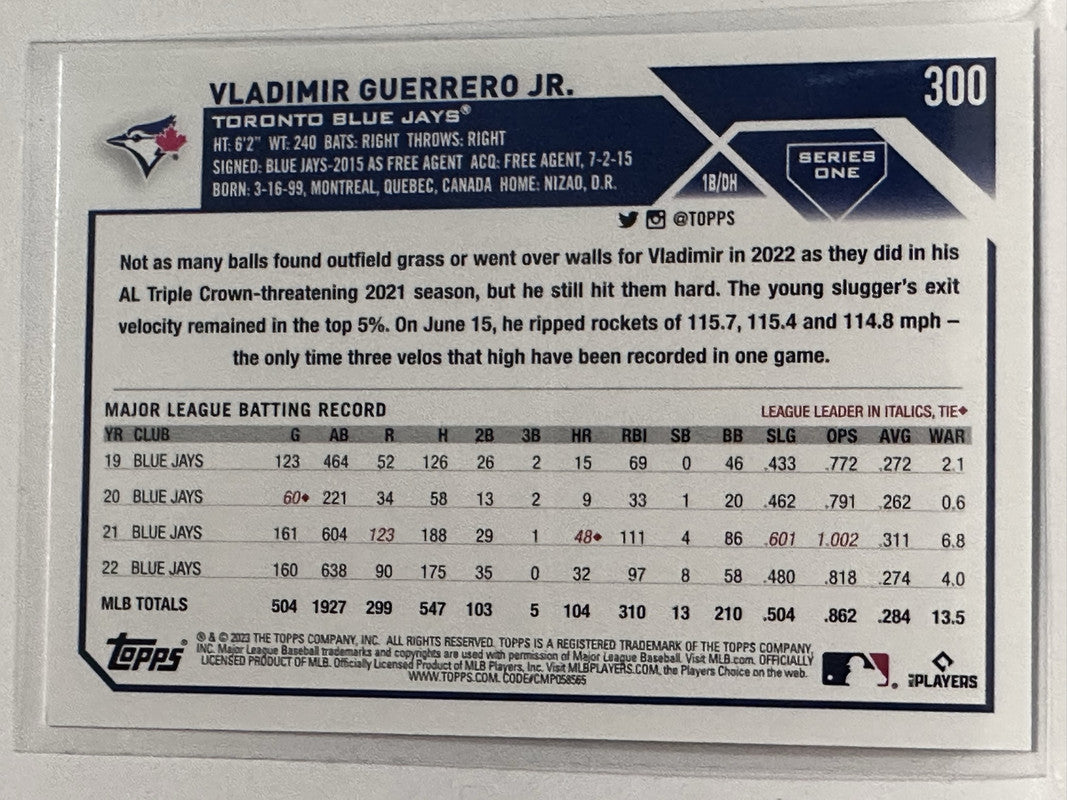 VLADIMIR GUERRERO JR.
300
TORONTO BLUE JAYS®
HT: 6'2" WT: 240 BATS: RIGHT THROWS: RIGHT
SIGNED: BLUE JAYS-2015 AS FREE AGENT ACQ: FREE AGENT, 7-2-15
BORN: 3-16-99, MONTREAL, QUEBEC, CANADA HOME: NIZAO, D.R.
1B/DH
SERIES
ONE
@TOPPS
Not as many balls found outfield grass or went over walls for Vladimir in 2022 as they did in his
AL Triple Crown-threatening 2021 season, but he still hit them hard. The young slugger's exit
velocity remained in the top 5%. On June 15, he ripped rockets of 115.7, 115.4 and 114.8 mph –
the only time three velos that high have been recorded in one game.
MAJOR LEAGUE BATTING RECORD LEAGUE LEADER IN ITALICS, TIE♦
YR CLUB G AB R H 2B 3B HR RBI SB BB SLG OPS AVG WAR
19 BLUE JAYS 123 464 52 126 26 2 15 69 0 46 .433 .772 .272 2.1
20 BLUE JAYS 60♦ 221 34 58 13 2 9 33 1 20 .462 .791 .262 0.6
21 BLUE JAYS 161 604 123 188 29 1 48♦ 111 4 86 .601 1.002 .311 6.8
22 BLUE JAYS 160 638 90 175 35 0 32 97 8 58 .480 .818 .274 4.0
MLB TOTALS 504 1927 299 547 103 5 104 310 13 210 .504 .862 .284 13.5
Topps®
® & © 2023 THE TOPPS COMPANY, INC. ALL RIGHTS RESERVED. TOPPS IS A REGISTERED TRADEMARK OF THE TOPPS COMPANY,
INC. Major League Baseball trademarks and copyrights are used with permission of Major League Baseball. Visit MLB.com. OFFICIALLY
LICENSED PRODUCT OF MLB. Officially Licensed Product of MLB Players, Inc. Visit MLBPLAYERS.COM, the Players Choice on the web.
WWW.TOPPS.COM. CODE#CMP058565
MLB PLAYERS